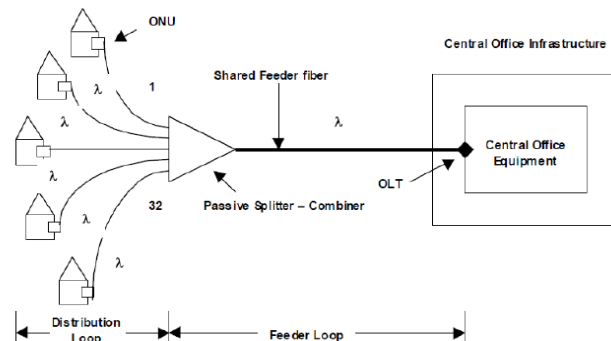 ONU
Central Office Infrastructure
Shared Feeder fiber
λ
1
λ
λ
λ
Central Office
Equipment
OLT
λ
32
Passive Splitter – Combiner
λ
λ
Distribution
Loop
Feeder Loop